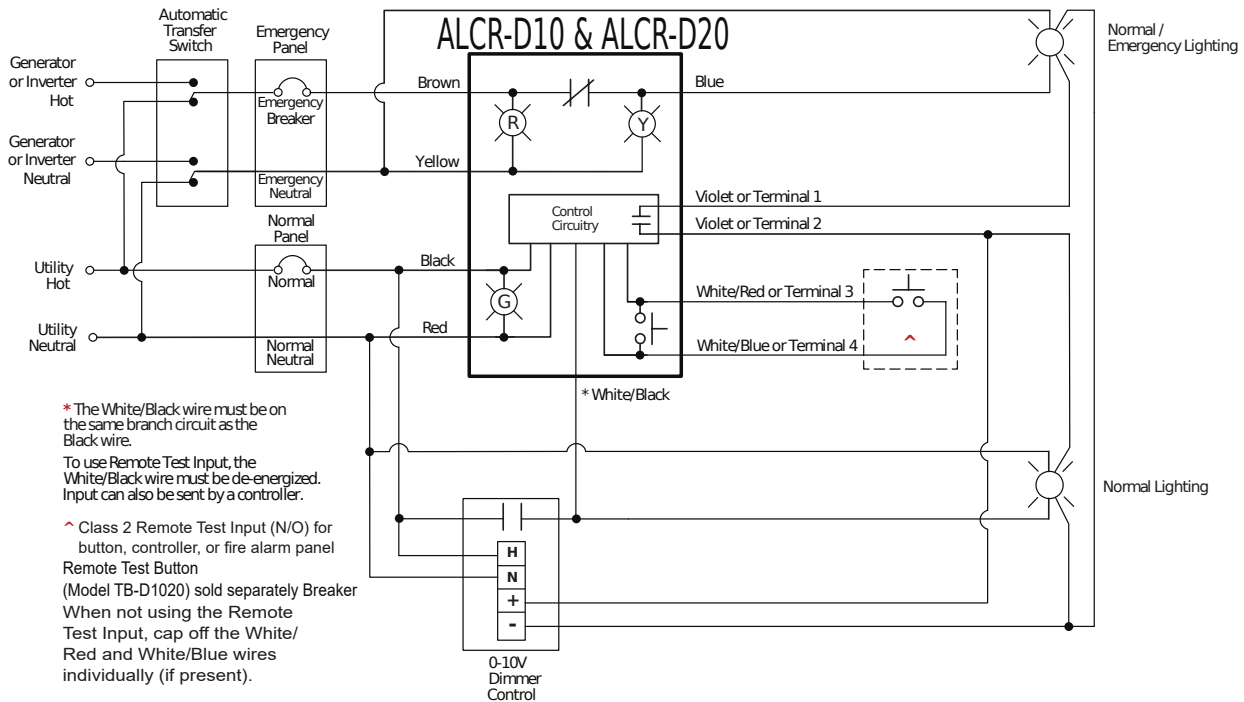 Automatic
Transfer
Switch
Emergency
Panel
ALCR-D10 & ALCR-D20
Normal /
Emergency Lighting
Generator
or Inverter
Hot
Brown
Blue
Emergency
Breaker
R
Y
Generator
or Inverter
Neutral
Yellow
Emergency
Neutral
Violet or Terminal 1
Control
Circuitry
Violet or Terminal 2
Normal
Panel
Utility
Hot
Black
Normal
White/Red or Terminal 3
G
Utility
Neutral
Red
Normal
Neutral
White/Blue or Terminal 4
^
* White/Black
* The White/Black wire must be on
the same branch circuit as the
Black wire.
To use Remote Test Input, the
White/Black wire must be de-energized.
Input can also be sent by a controller.
Normal Lighting
^ Class 2 Remote Test Input (N/O) for
button, controller, or fire alarm panel
Remote Test Button
(Model TB-D1020) sold separately Breaker
When not using the Remote
Test Input, cap off the White/
Red and White/Blue wires
individually (if present).
H
N
+
-
0-10V
Dimmer
Control